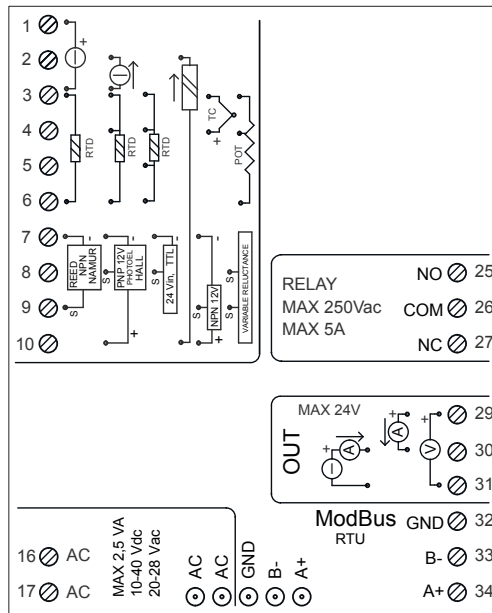 1
2
3
4
5
6
7
8
9
10
+
RTD
RTD
RTD
TC
+
POT
-
REED
NPN
NAMUR
S
-
PNP 12V
PHOTOEL
HALL
S
+
-
24 Vin, TTL
S
-
NPN 12V
S
+
VARIABLE RELUCTANCE
S
S
RELAY
MAX 250Vac
MAX 5A
NO 25
COM 26
NC 27
MAX 24V
OUT
+
A
+
A
+
V
29
30
31
ModBus
RTU
GND 32
B- 33
A+ 34
16 AC
17 AC
MAX 2,5 VA
10-40 Vdc
20-28 Vac
AC
AC
GND
B-
A+